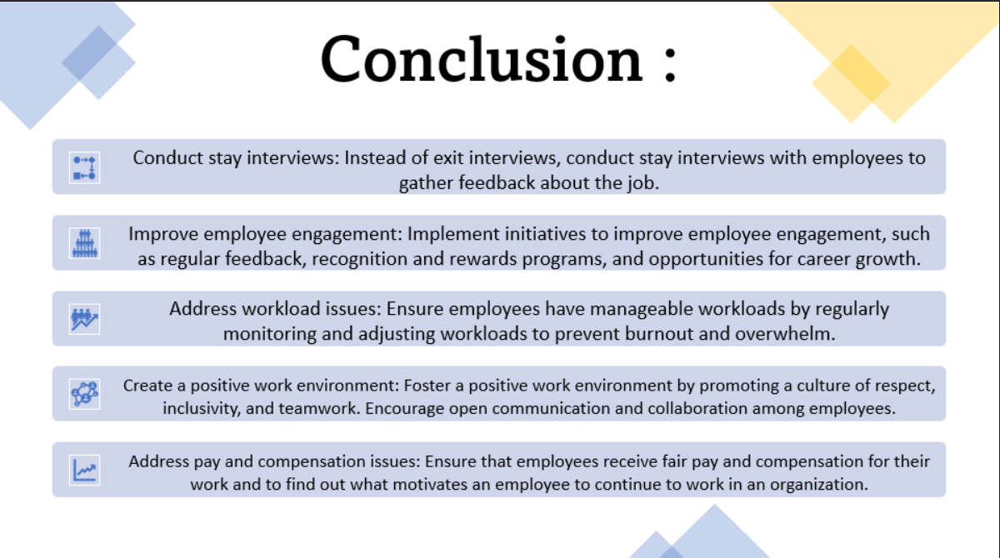 Conclusion :
Conduct stay interviews: Instead of exit interviews, conduct stay interviews with employees to
gather feedback about the job.
Improve employee engagement: Implement initiatives to improve employee engagement, such
as regular feedback, recognition and rewards programs, and opportunities for career growth.
Address workload issues: Ensure employees have manageable workloads by regularly
monitoring and adjusting workloads to prevent burnout and overwhelm.
Create a positive work environment: Foster a positive work environment by promoting a culture of respect,
inclusivity, and teamwork. Encourage open communication and collaboration among employees.
Address pay and compensation issues: Ensure that employees receive fair pay and compensation for their
work and to find out what motivates an employee to continue to work in an organization.